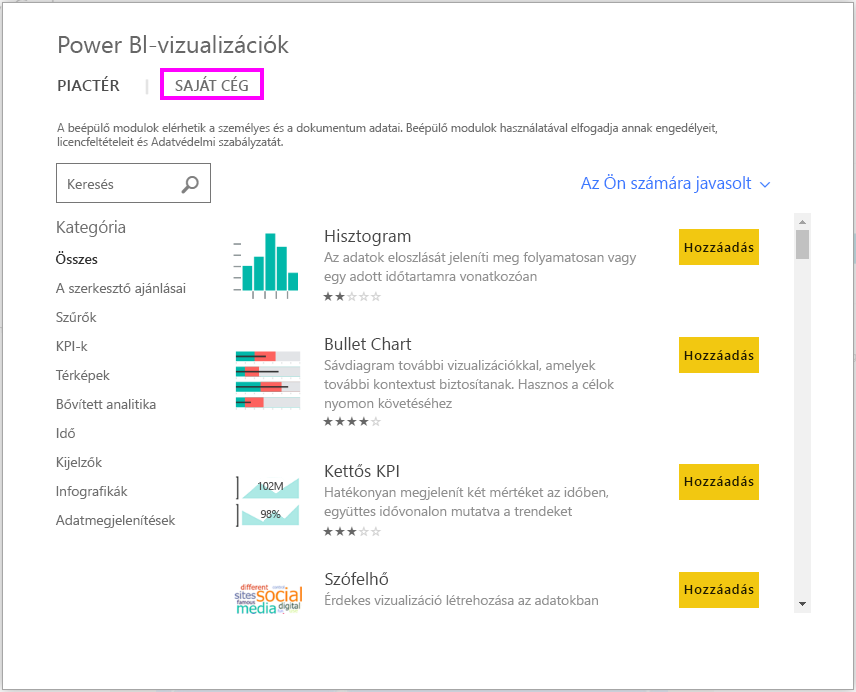 Power BI-vizualizációk
PIACTÉR | SAJÁT CÉG
A beépülő modulok elérhetik a személyes és a dokumentum adatai. Beépülő modulok használatával elfogadja annak engedélyeit,
licencfeltételeit és Adatvédelmi szabályzatát.
Keresés
Az Ön számára javasolt
Kategória
Összes
A szerkesztő ajánlásai
Szűrők
KPI-k
Térképek
Bővített analitika
Idő
Kijelzők
Infografikák
Adatmegjelenítések
Hisztogram
Az adatok eloszlását jeleníti meg folyamatosan vagy
egy adott időtartamra vonatkozóan
Hozzáadás
Bullet Chart
Sávdiagram további vizualizációkkal, amelyek
további kontextust biztosítanak. Hasznos a célok
nyomon követéséhez
Hozzáadás
102M
98%
Kettős KPI
Hatékonyan megjelenít két mértéket az időben,
együttes idővonalon mutatva a trendeket
Hozzáadás
different
sites social
famous
media digital
Szófelhő
Érdekes vizualizáció létrehozása az adatokban
Hozzáadás